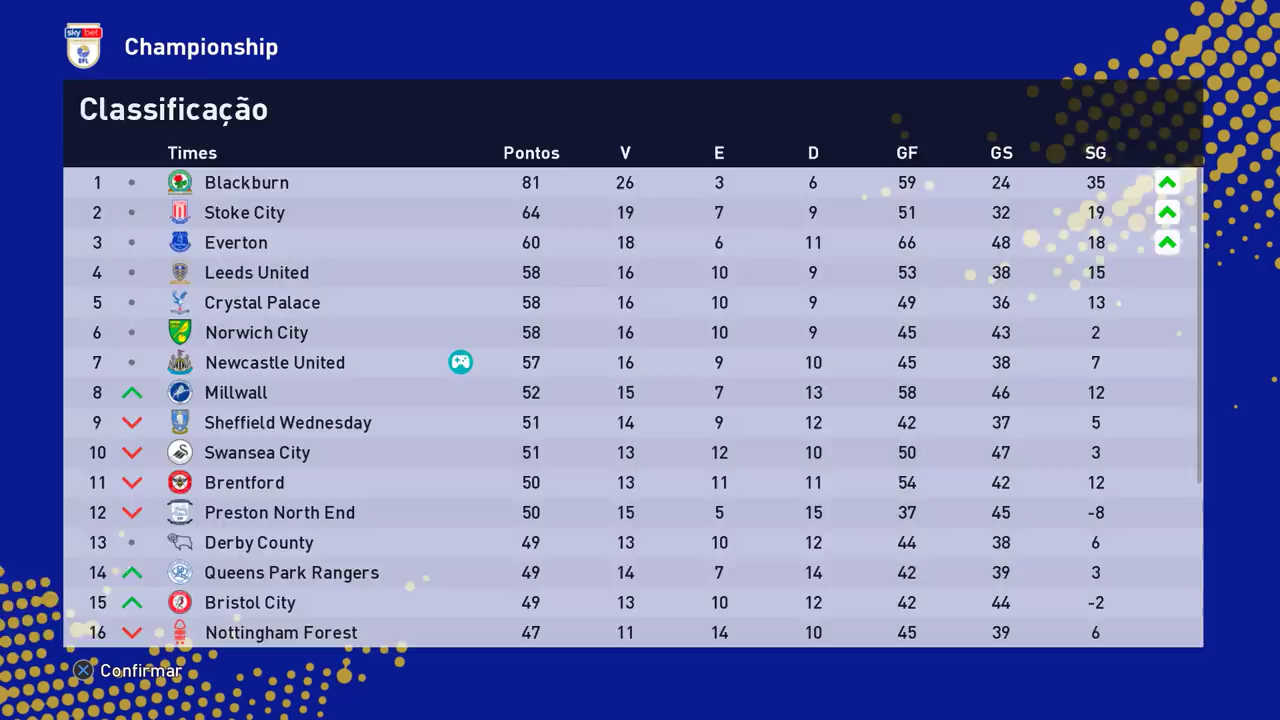 sky bet
EFL
Championship
Classificação
Times Pontos V E D GF GS SG
1 Blackburn 81 26 3 6 59 24 35
2 Stoke City 64 19 7 9 51 32 19
3 Everton 60 18 6 11 66 48 18
4 Leeds United 58 16 10 9 53 38 15
5 Crystal Palace 58 16 10 9 49 36 13
6 Norwich City 58 16 10 9 45 43 2
7 Newcastle United 57 16 9 10 45 38 7
8 Millwall 52 15 7 13 58 46 12
9 Sheffield Wednesday 51 14 9 12 42 37 5
10 Swansea City 51 13 12 10 50 47 3
11 Brentford 50 13 11 11 54 42 12
12 Preston North End 50 15 5 15 37 45 -8
13 Derby County 49 13 10 12 44 38 6
14 Queens Park Rangers 49 14 7 14 42 39 3
15 Bristol City 49 13 10 12 42 44 -2
16 Nottingham Forest 47 11 14 10 45 39 6
Confirmar